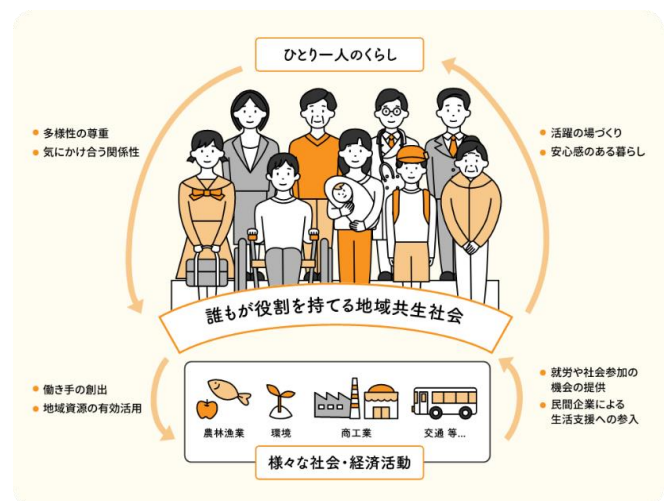 ひとり一人のくらし
● 多様性の尊重
● 気にかけ合う関係性
● 活躍の場づくり
● 安心感のある暮らし
誰もが役割を持てる地域共生社会
● 働き手の創出
● 地域資源の有効活用
● 就労や社会参加の
機会の提供
● 民間企業による
生活支援への参入
農林漁業
環境
商工業
交通 等...
様々な社会・経済活動